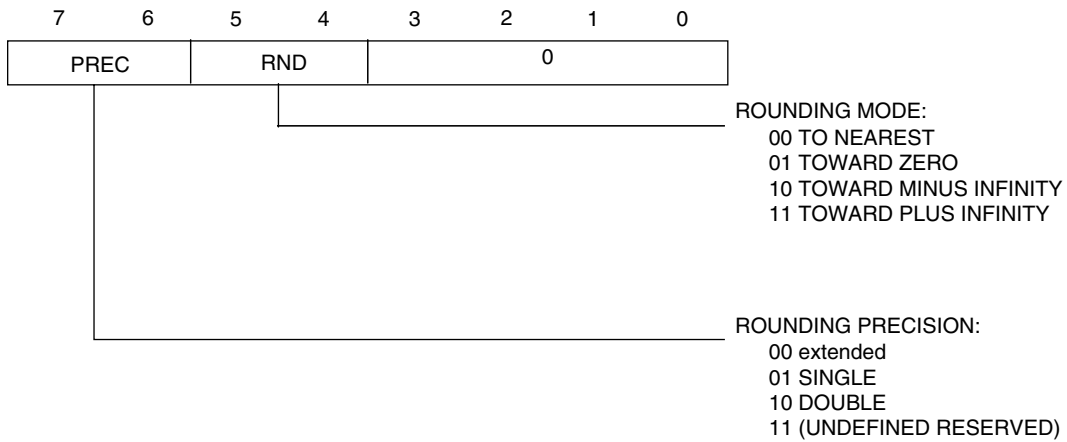 7 6 5 4 3 2 1 0
PREC RND 0
ROUNDING MODE:
00 TO NEAREST
01 TOWARD ZERO
10 TOWARD MINUS INFINITY
11 TOWARD PLUS INFINITY
ROUNDING PRECISION:
00 extended
01 SINGLE
10 DOUBLE
11 (UNDEFINED RESERVED)